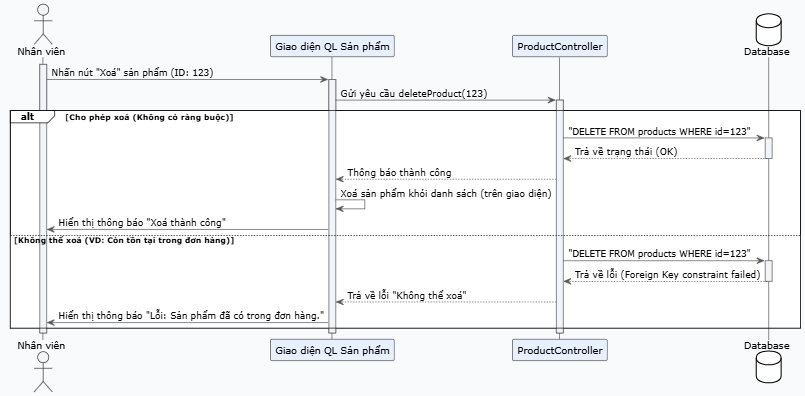 Nhân viên
Giao diện QL Sản phẩm
ProductController
Database
Nhấn nút "Xoá" sản phẩm (ID: 123)
Gửi yêu cầu deleteProduct(123)
alt
[Cho phép xoá (Không có ràng buộc)]
"DELETE FROM products WHERE id=123"
Trả về trạng thái (OK)
Thông báo thành công
Xoá sản phẩm khỏi danh sách (trên giao diện)
Hiển thị thông báo "Xoá thành công"
[Không thể xoá (VD: Còn tồn tại trong đơn hàng)]
"DELETE FROM products WHERE id=123"
Trả về lỗi (Foreign Key constraint failed)
Trả về lỗi "Không thể xoá"
Hiển thị thông báo "Lỗi: Sản phẩm đã có trong đơn hàng."
Nhân viên
Giao diện QL Sản phẩm
ProductController
Database